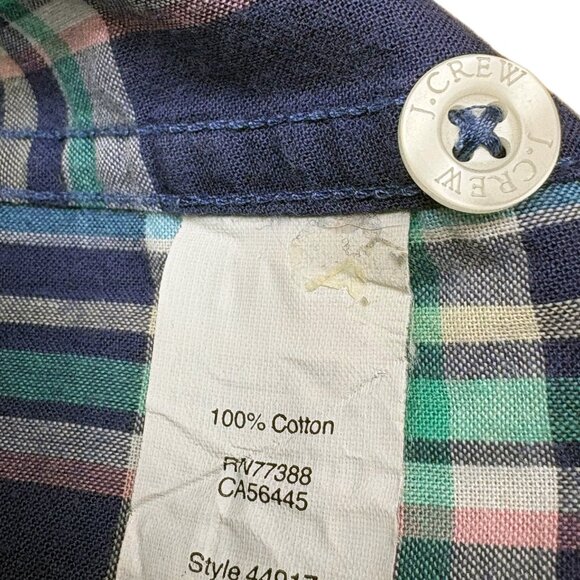 J.CREW J.CREW
100% Cotton
RN77388
CA56445
Style